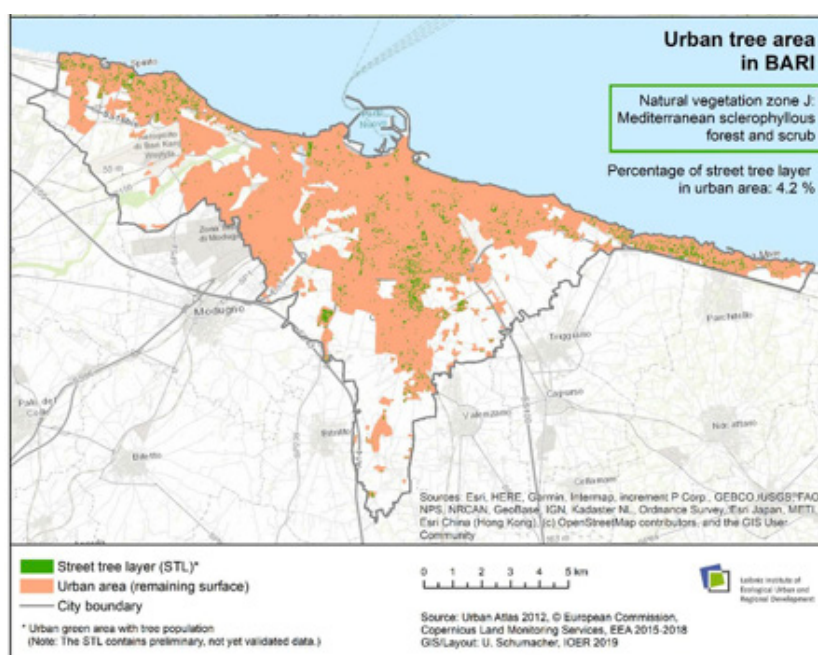 Urban tree area
in BARI
Natural vegetation zone J:
Mediterranean sclerophyllous
forest and scrub
Percentage of street tree layer
in urban area: 4.2 %
Modugno
Bitritto
Bitetto
Triggiano
Capurso
Valenzano
Noicattaro
Cellamare
Sources: Esri, HERE, Garmin, Intermap, increment P Corp., GEBCO, USGS, FAO,
NPS, NRCAN, GeoBase, IGN, Kadaster NL, Ordnance Survey, Esri Japan, METI,
Esri China (Hong Kong), (c) OpenStreetMap contributors, and the GIS User
Community
Street tree layer (STL)*
Urban area (remaining surface)
City boundary
* Urban green area with tree population
(Note: The STL contains preliminary, not yet validated data.)
0 1 2 3 4 5 km
Source: Urban Atlas 2012, © European Commission,
Copernicus Land Monitoring Services, EEA 2015-2018
GIS/Layout: U. Schumacher, IOER 2019
Leibniz Institute of
Ecological Urban and
Regional Development